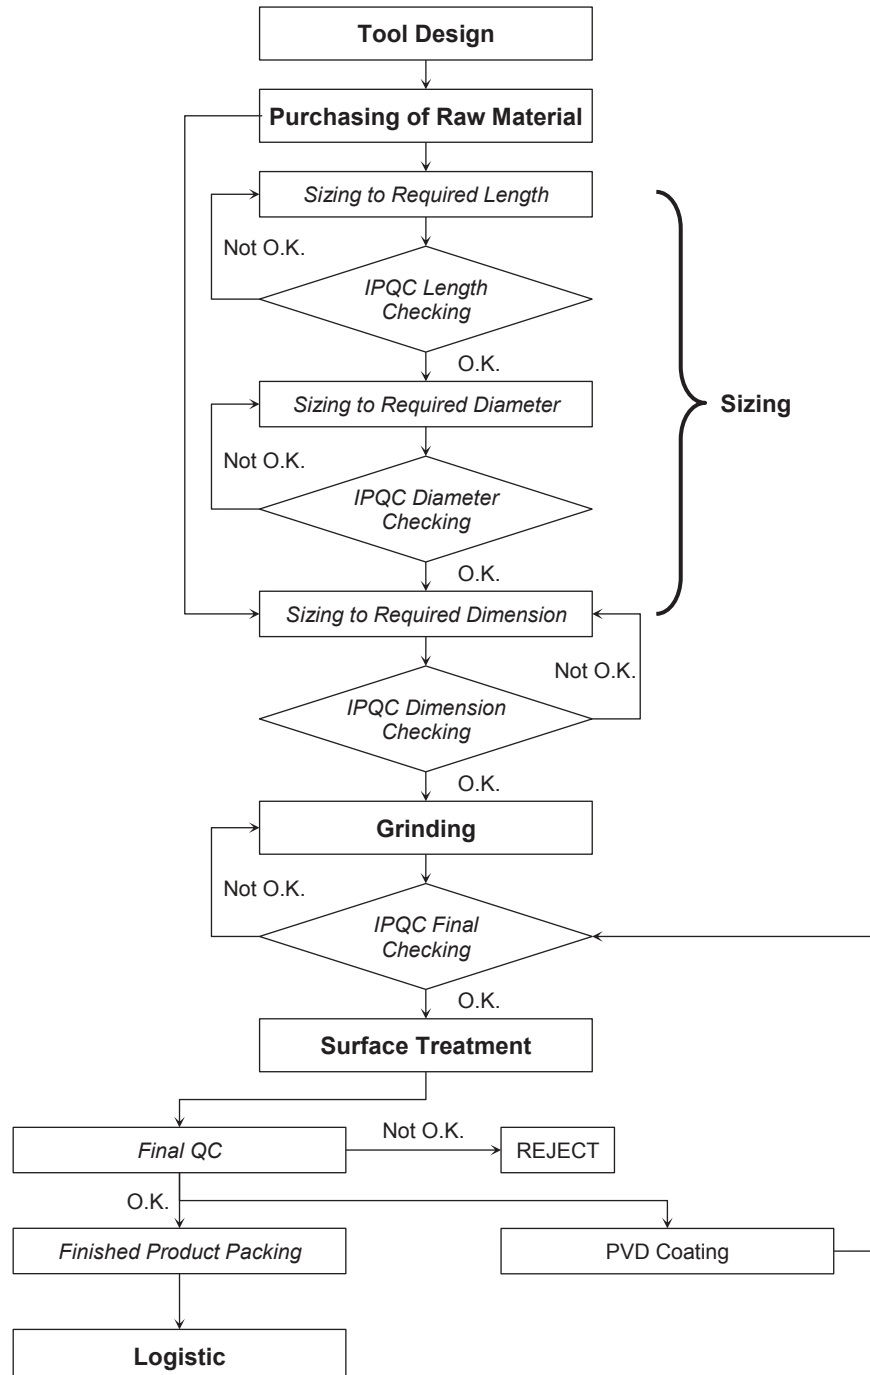 Tool Design
Purchasing of Raw Material
Sizing to Required Length
Not O.K.
IPQC Length
Checking
O.K.
Sizing to Required Diameter
Sizing
Not O.K.
IPQC Diameter
Checking
O.K.
Sizing to Required Dimension
Not O.K.
IPQC Dimension
Checking
O.K.
Grinding
Not O.K.
IPQC Final
Checking
O.K.
Surface Treatment
Final QC
Not O.K.
REJECT
O.K.
Finished Product Packing
PVD Coating
Logistic